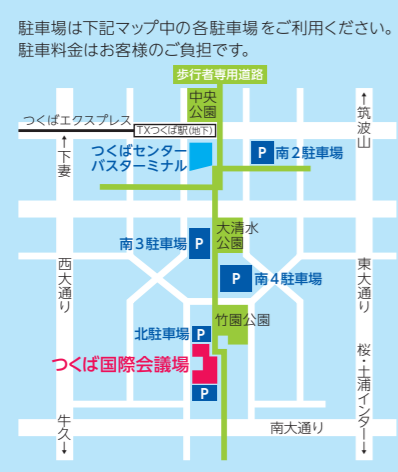 駐車場は下記マップ中の各駐車場をご利用ください。
駐車料金はお客様のご負担です。
歩行者専用道路
中央
公園
つくばエクスプレス
TXつくば駅(地下)
↑
筑波山
↑
下妻
つくばセンター
バスターミナル
P 南2駐車場
大清水
公園
南3駐車場 P
P 南4駐車場
西大通り
東大通り
竹園公園
北駐車場 P
つくば国際会議場
P
桜・土浦インター
↓
牛久
↓
南大通り